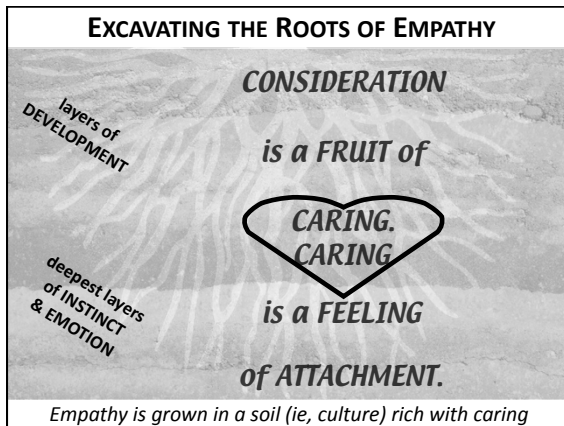 EXCAVATING THE ROOTS OF EMPATHY
CONSIDERATION
layers of
DEVELOPMENT
is a FRUIT of
CARING.
CARING
deepest layers
of INSTINCT
& EMOTION
is a FEELING
of ATTACHMENT.
Empathy is grown in a soil (ie, culture) rich with caring